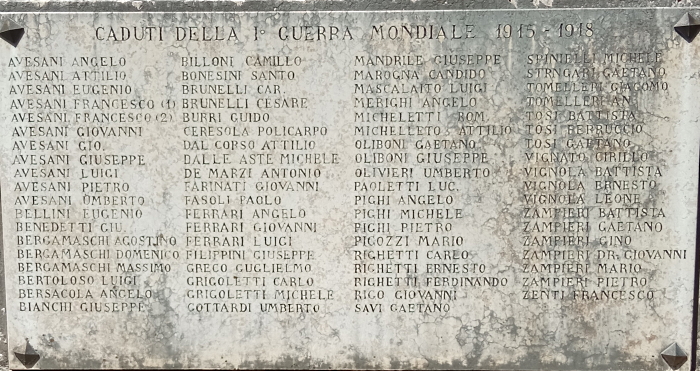 CADUTI DELLA I° GUERRA MONDIALE 1915-1918
AVESANI ANGELO
AVESANI ATTILIO
AVESANI EUGENIO
AVESANI FRANCESCO (1)
AVESANI FRANCESCO (2)
AVESANI GIOVANNI
AVESANI GIO.
AVESANI GIUSEPPE
AVESANI LUIGI
AVESANI PIETRO
AVESANI UMBERTO
BELLINI EUGENIO
BENEDETTI GIU.
BERGAMASCHI AGOSTINO
BERGAMASCHI DOMENICO
BERGAMASCHI MASSIMO
BERTOLOSO LUIGI
BERSACOLA ANGELO
BIANCHI GIUSEPPE
BILLONI CAMILLO
BONESINI SANTO
BRUNELLI CAR.
BRUNELLI CESARE
BURRI GUIDO
CERESOLA POLICARPO
DAL CORSO ATTILIO
DALLE ASTE MICHELE
DE MARZI ANTONIO
FARINATI GIOVANNI
FASOLI PAOLO
FERRARI ANGELO
FERRARI GIOVANNI
FERRARI LUIGI
FILIPPINI GIUSEPPE
GRECO GUGLIELMO
GRIGOLETTI CARLO
GRIGOLETTI MICHELE
GOTTARDI UMBERTO
MANDRILE GIUSEPPE
MAROGNA CANDIDO
MASCALAITO LUIGI
MERIGHI ANGELO
MICHELETTI ROM.
MICHELLETO ATTILIO
OLIBONI GAETANO
OLIBONI GIUSEPPE
OLIVIERI UMBERTO
PAOLETTI LUC.
PIGHI ANGELO
PIGHI MICHELE
PIGHI PIETRO
PIGOZZI MARIO
RIGHETTI CARLO
RIGHETTI ERNESTO
RIGHETTI FERDINANDO
RIGO GIOVANNI
SAVI GAETANO
SPINIELLI MICHELE
STRNGARI GAETANO
TOMELLERI GIACOMO
TOMELLERI AN.
TOSI BATTISTA
TOSI FERRUCCIO
TOSI GAETANO
VIGNATO CIRILLO
VIGNOLA BATTISTA
VIGNOLA ERNESTO
VIGNOLA LEONE
ZAMPIERI BATTISTA
ZAMPIERI GAETANO
ZAMPIERI GINO
ZAMPIERI DR. GIOVANNI
ZAMPIERI MARIO
ZAMPIERI PIETRO
ZENTI FRANCESCO